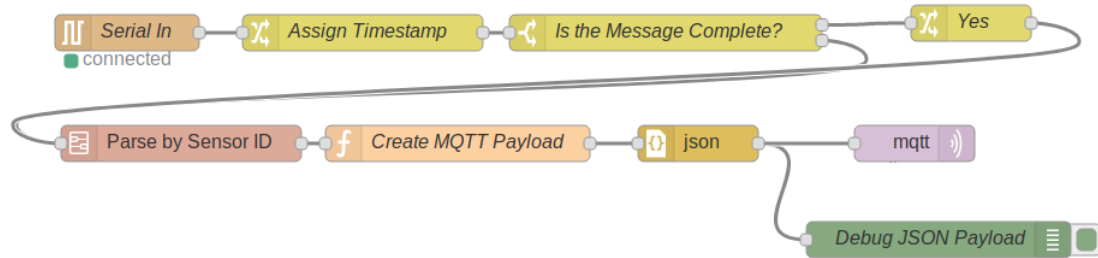 Serial In
Assign Timestamp
Is the Message Complete?
Yes
connected
Parse by Sensor ID
Create MQTT Payload
json
mqtt
Debug JSON Payload